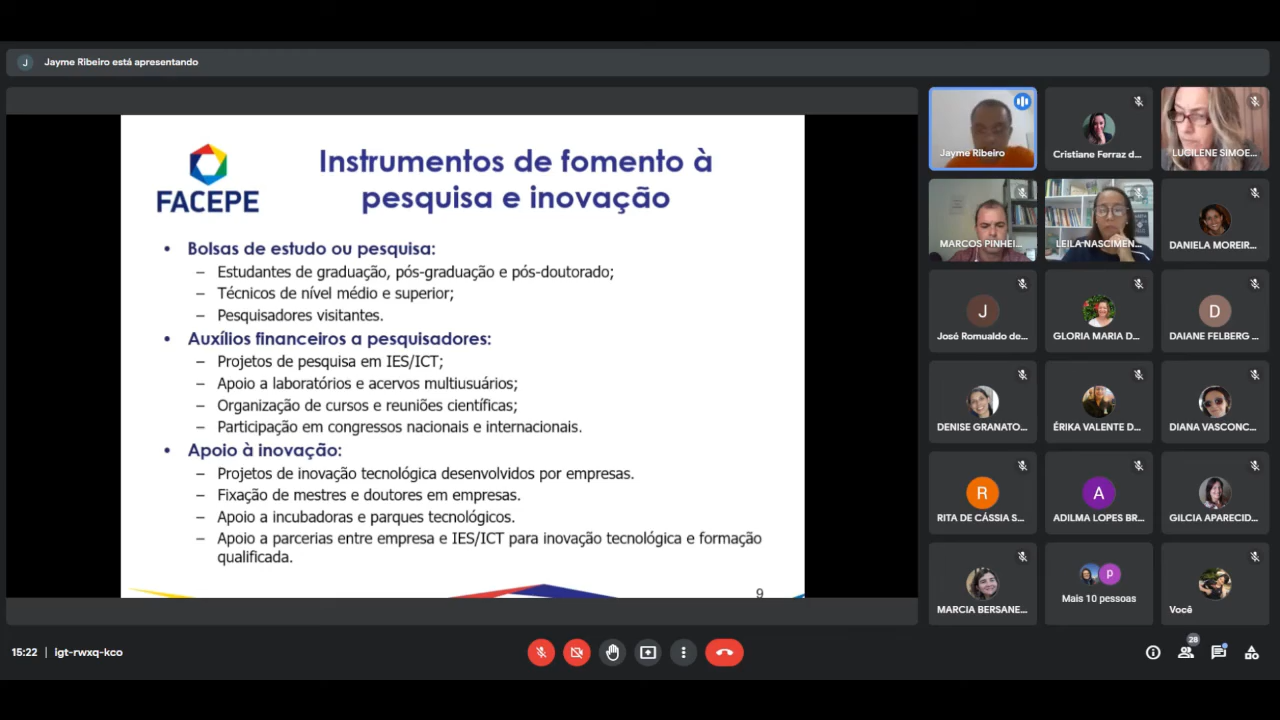 J Jayme Ribeiro está apresentando
FACEPE
Instrumentos de fomento à
pesquisa e inovação
• Bolsas de estudo ou pesquisa:
– Estudantes de graduação, pós-graduação e pós-doutorado;
– Técnicos de nível médio e superior;
– Pesquisadores visitantes.
• Auxílios financeiros a pesquisadores:
– Projetos de pesquisa em IES/ICT;
– Apoio a laboratórios e acervos multiusuários;
– Organização de cursos e reuniões científicas;
– Participação em congressos nacionais e internacionais.
• Apoio à inovação:
– Projetos de inovação tecnológica desenvolvidos por empresas.
– Fixação de mestres e doutores em empresas.
– Apoio a incubadoras e parques tecnológicos.
– Apoio a parcerias entre empresa e IES/ICT para inovação tecnológica e formação
qualificada.
9
Jayme Ribeiro
Cristiane Ferraz d...
LUCILENE SIMOE...
MARCOS PINHEI...
LEILA NASCIMEN...
DANIELA MOREIR...
J
José Romualdo de...
GLORIA MARIA D...
D
DAIANE FELBERG ...
DENISE GRANATO...
ÉRIKA VALENTE D...
DIANA VASCONC...
R
RITA DE CÁSSIA S...
A
ADILMA LOPES BR...
GILCIA APARECID...
MARCIA BERSANE...
P
Mais 10 pessoas
Você
15:22 | igt-rwxq-kco
28